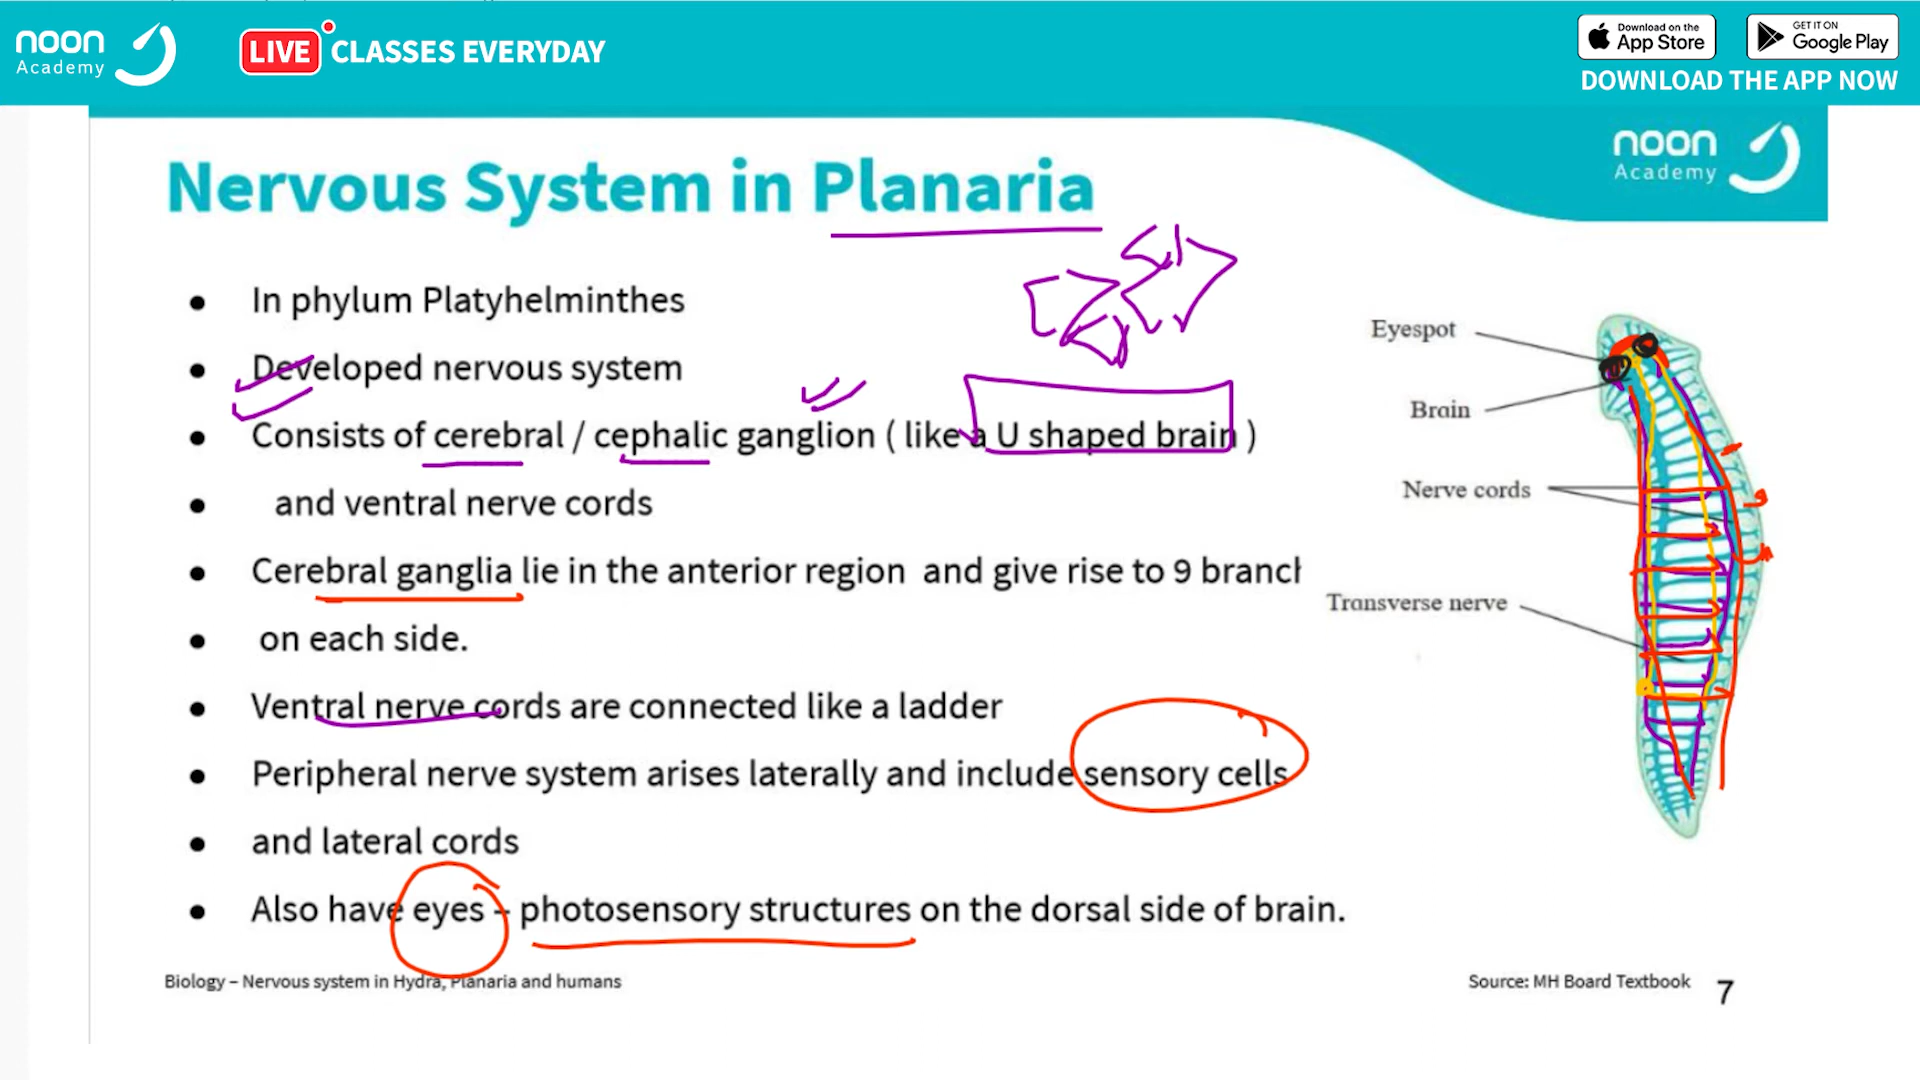 noon
Academy
LIVE CLASSES EVERYDAY
Download on the
App Store
GET IT ON
Google Play
DOWNLOAD THE APP NOW
noon
Academy
Nervous System in Planaria
● In phylum Platyhelminthes
● Developed nervous system
● Consists of cerebral / cephalic ganglion ( like a U shaped brain )
● and ventral nerve cords
● Cerebral ganglia lie in the anterior region and give rise to 9 branch
● on each side.
● Ventral nerve cords are connected like a ladder
● Peripheral nerve system arises laterally and include sensory cells
● and lateral cords
● Also have eyes – photosensory structures on the dorsal side of brain.
Eyespot
Brain
Nerve cords
Transverse nerve
Biology – Nervous system in Hydra, Planaria and humans
Source: MH Board Textbook
7